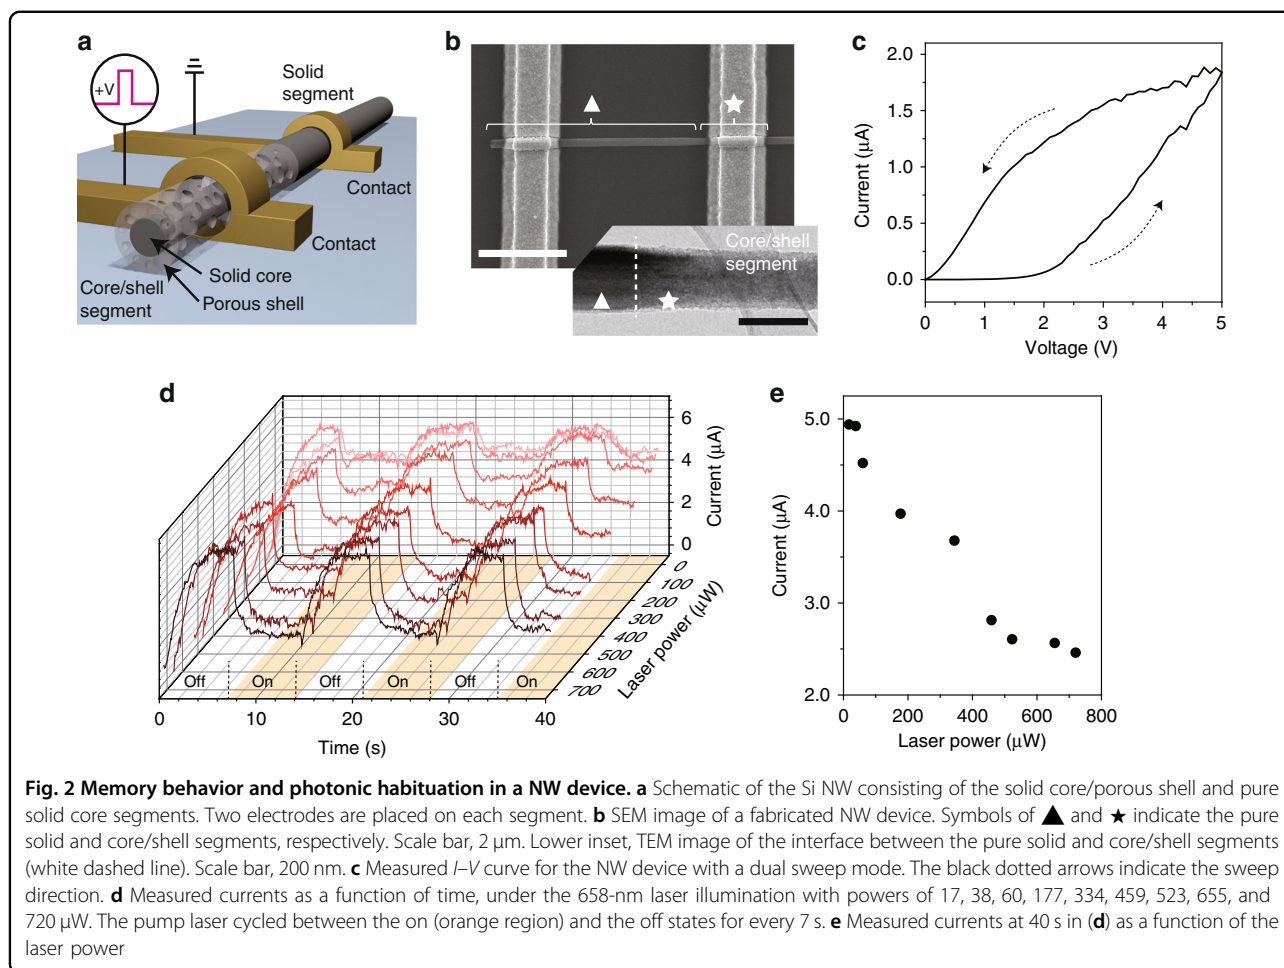 a
+V
Solid
segment
Contact
Contact
Solid core
Porous shell
Core/shell
segment
b
▲
★
Core/shell
segment
▲
★
c
2.0
1.5
1.0
0.5
0.0
Current (μA)
0 1 2 3 4 5
Voltage (V)
d
6
4
2
0
Current (μA)
0
100
200
300
400
500
600
700
Laser power (μW)
Off On Off On Off On
0 10 20 30 40
Time (s)
e
5.0
4.0
3.0
2.0
Current (μA)
0 200 400 600 800
Laser power (μW)
Fig. 2 Memory behavior and photonic habituation in a NW device. a Schematic of the Si NW consisting of the solid core/porous shell and pure
solid core segments. Two electrodes are placed on each segment. b SEM image of a fabricated NW device. Symbols of ▲ and ★ indicate the pure
solid and core/shell segments, respectively. Scale bar, 2 μm. Lower inset, TEM image of the interface between the pure solid and core/shell segments
(white dashed line). Scale bar, 200 nm. c Measured I–V curve for the NW device with a dual sweep mode. The black dotted arrows indicate the sweep
direction. d Measured currents as a function of time, under the 658-nm laser illumination with powers of 17, 38, 60, 177, 334, 459, 523, 655, and
720 μW. The pump laser cycled between the on (orange region) and the off states for every 7 s. e Measured currents at 40 s in (d) as a function of the
laser power